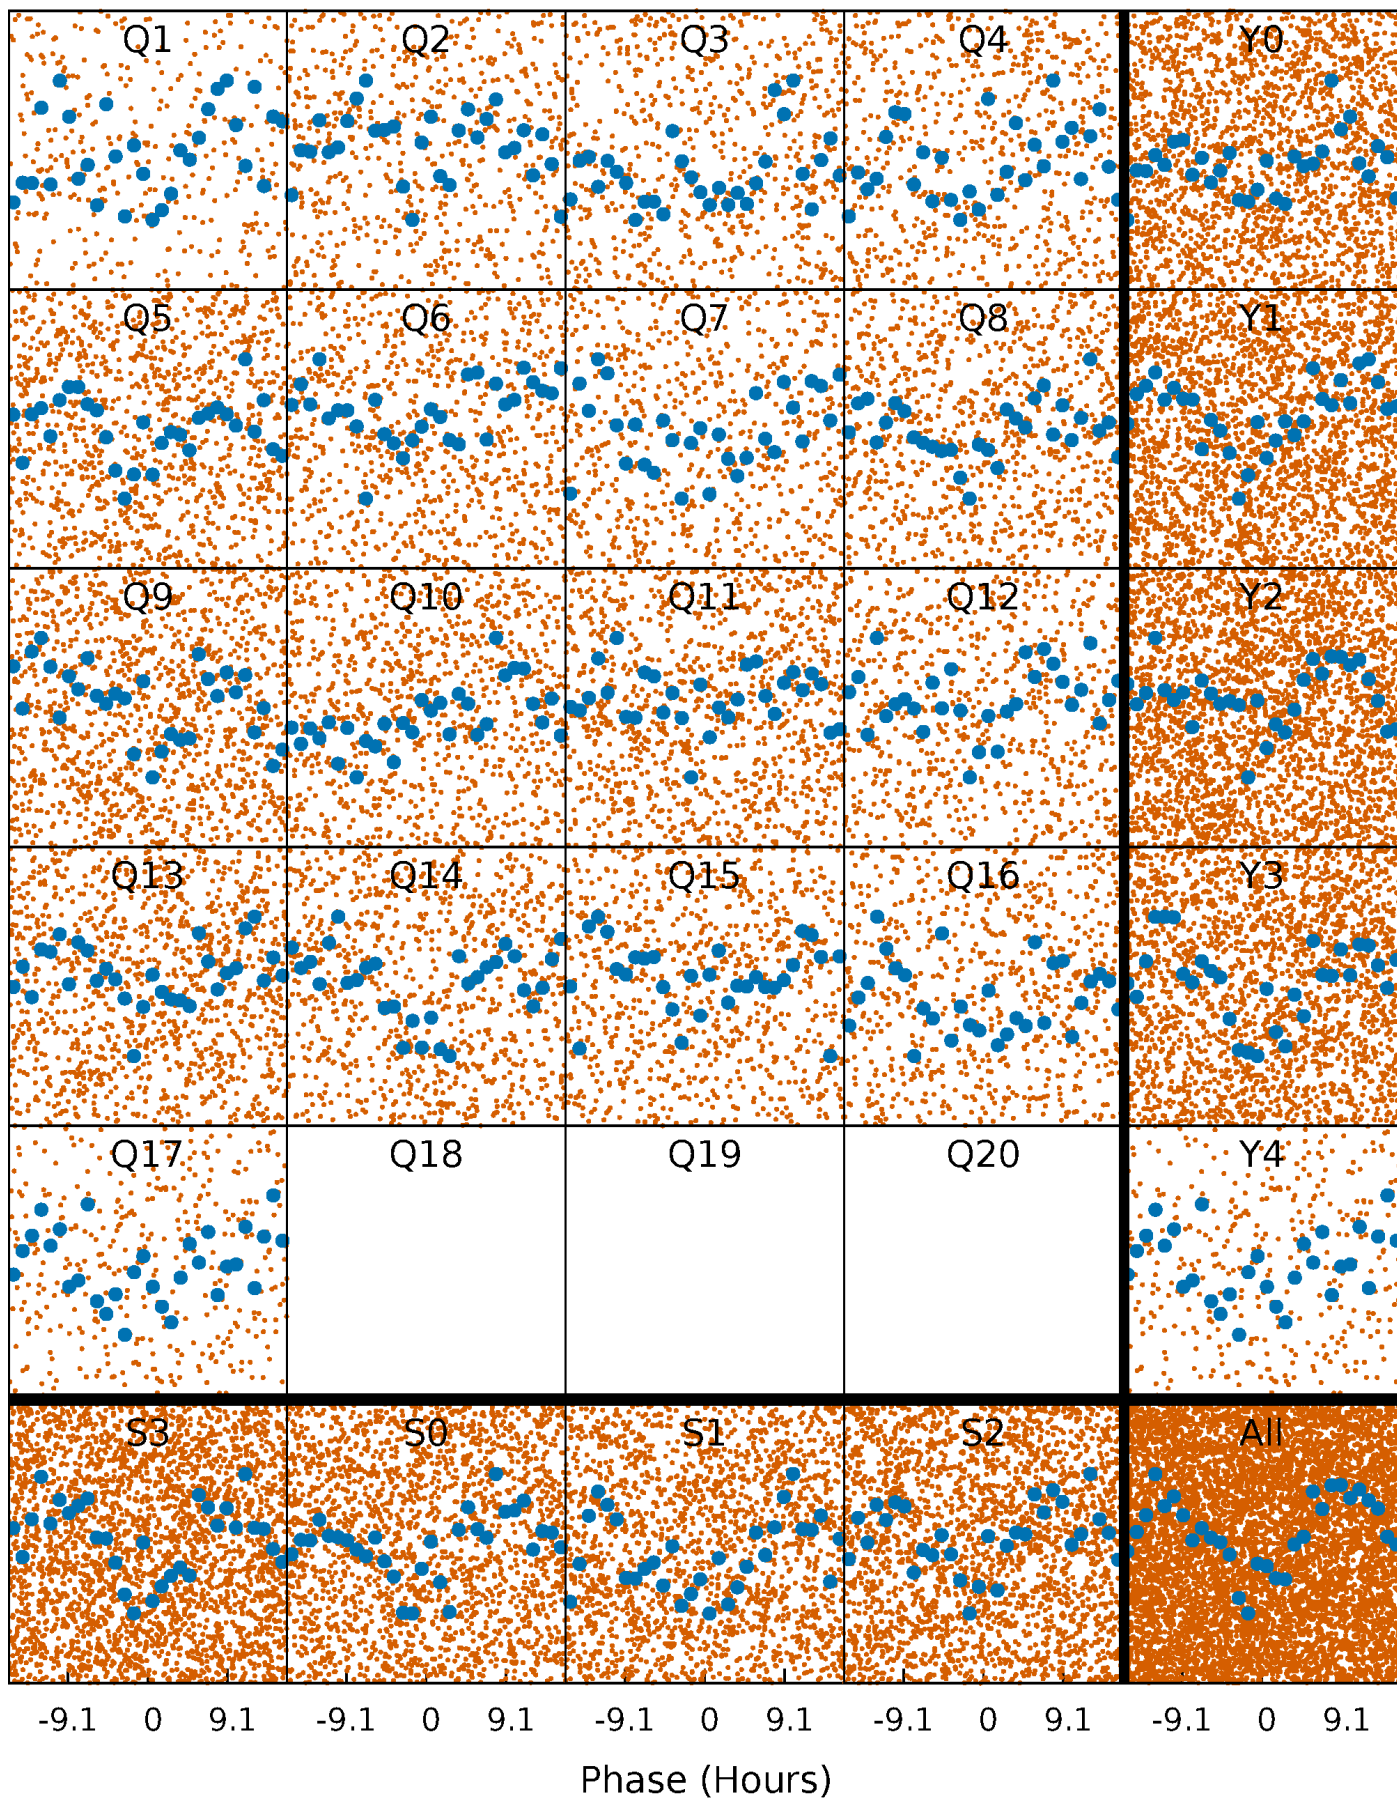 Q1 Q2 Q3 Q4 Y0
Q5 Q6 Q7 Q8 Y1
Q9 Q10 Q11 Q12 Y2
Q13 Q14 Q15 Q16 Y3
Q17 Q18 Q19 Q20 Y4
S3 S0 S1 S2 All
-9.1 0 9.1 -9.1 0 9.1 -9.1 0 9.1 -9.1 0 9.1 -9.1 0 9.1
Phase (Hours)